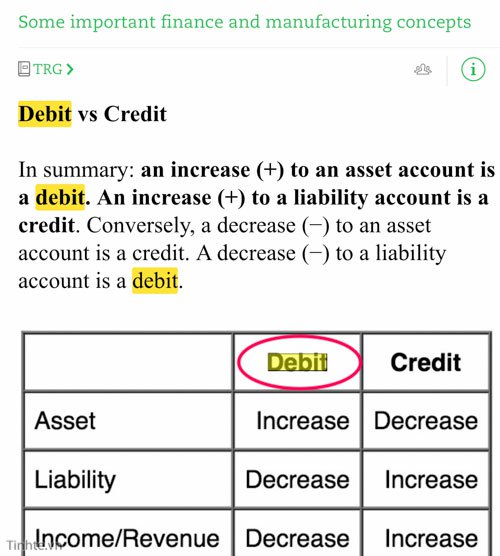 Some important finance and manufacturing concepts
TRG
Debit vs Credit
In summary: an increase (+) to an asset account is
a debit. An increase (+) to a liability account is a
credit. Conversely, a decrease (−) to an asset
account is a credit. A decrease (−) to a liability
account is a debit.
Debit Credit
Asset Increase Decrease
Liability Decrease Increase
Income/Revenue Decrease Increase
Tinhte.vn